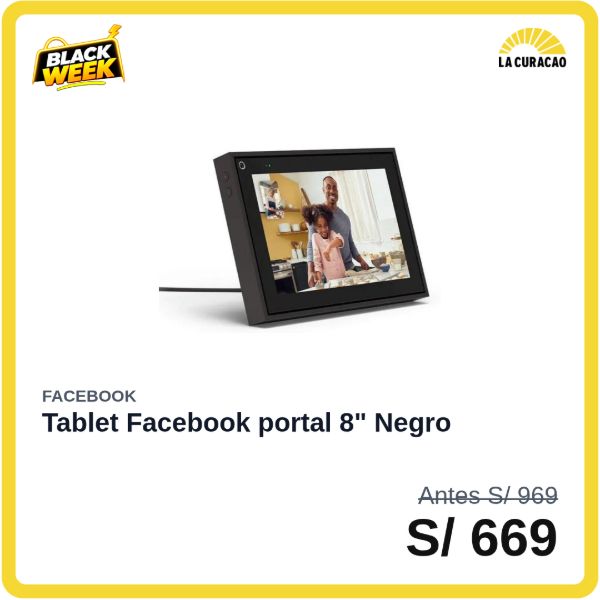 BLACK
WEEK
LA CURACAO
FACEBOOK
Tablet Facebook portal 8" Negro
Antes S/ 969
S/ 669